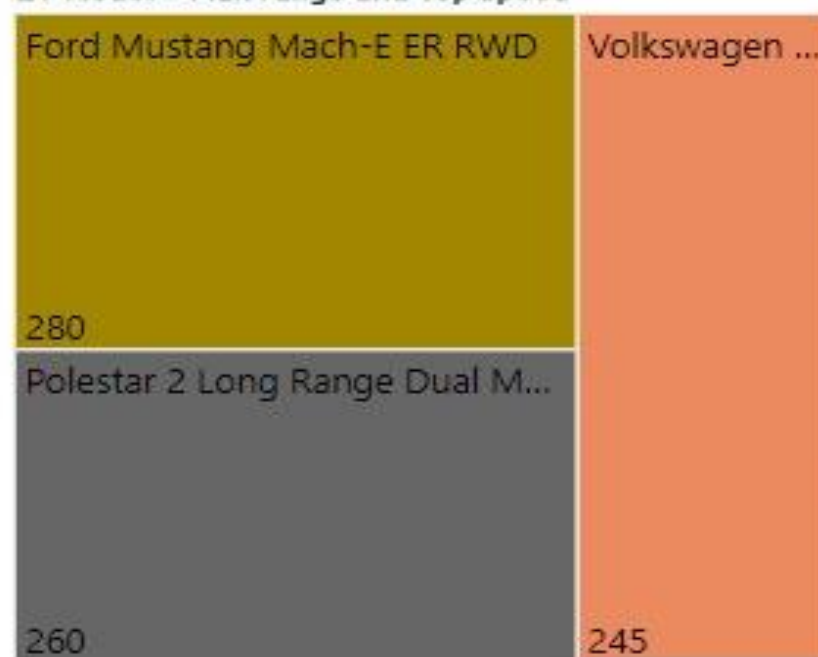 Ford Mustang Mach-E ER RWD
280
Polestar 2 Long Range Dual M...
260
Volkswagen ...
245